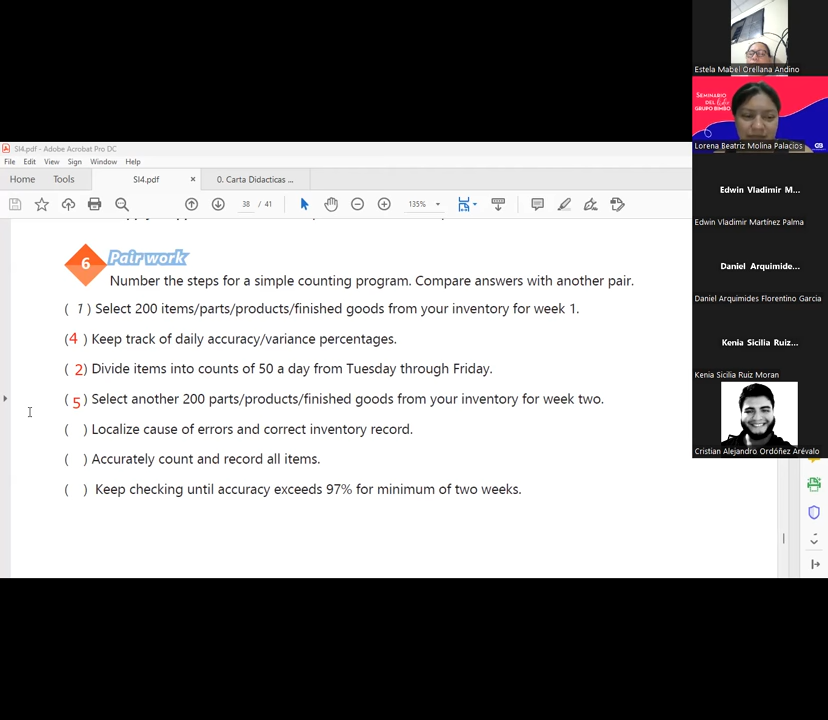 Estela Mabel Orellana Andino
SEMINARIO
DEL
GRUPO BIMBO
Lorena Beatriz Molina Palacios
Edwin Vladimir M...
Edwin Vladimir Martínez Palma
Daniel Arquimide...
Daniel Arquimides Florentino Garcia
Kenia Sicilia Ruiz...
Kenia Sicilia Ruiz Moran
Cristian Alejandro Ordóñez Arévalo
SI4.pdf - Adobe Acrobat Pro DC
File Edit View Sign Window Help
Home Tools SI4.pdf × 0. Carta Didacticas ...
38 / 41 135%
6 Pair work
Number the steps for a simple counting program. Compare answers with another pair.
( 1 ) Select 200 items/parts/products/finished goods from your inventory for week 1.
(4 ) Keep track of daily accuracy/variance percentages.
( 2) Divide items into counts of 50 a day from Tuesday through Friday.
( 5 ) Select another 200 parts/products/finished goods from your inventory for week two.
( ) Localize cause of errors and correct inventory record.
( ) Accurately count and record all items.
( ) Keep checking until accuracy exceeds 97% for minimum of two weeks.